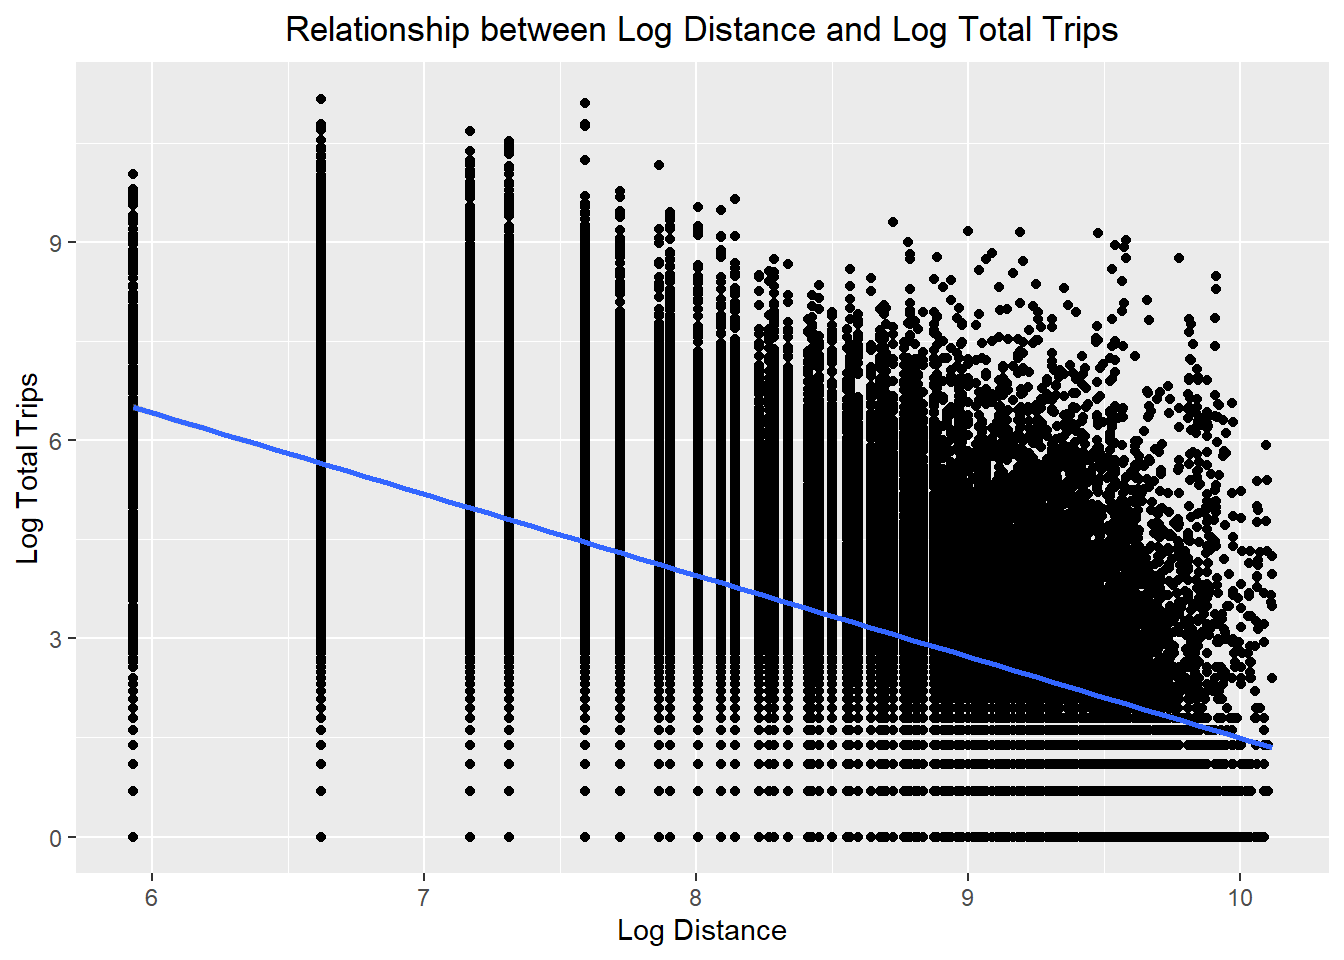 Relationship between Log Distance and Log Total Trips
Log Total Trips
9
6
3
0
6 7 8 9 10
Log Distance